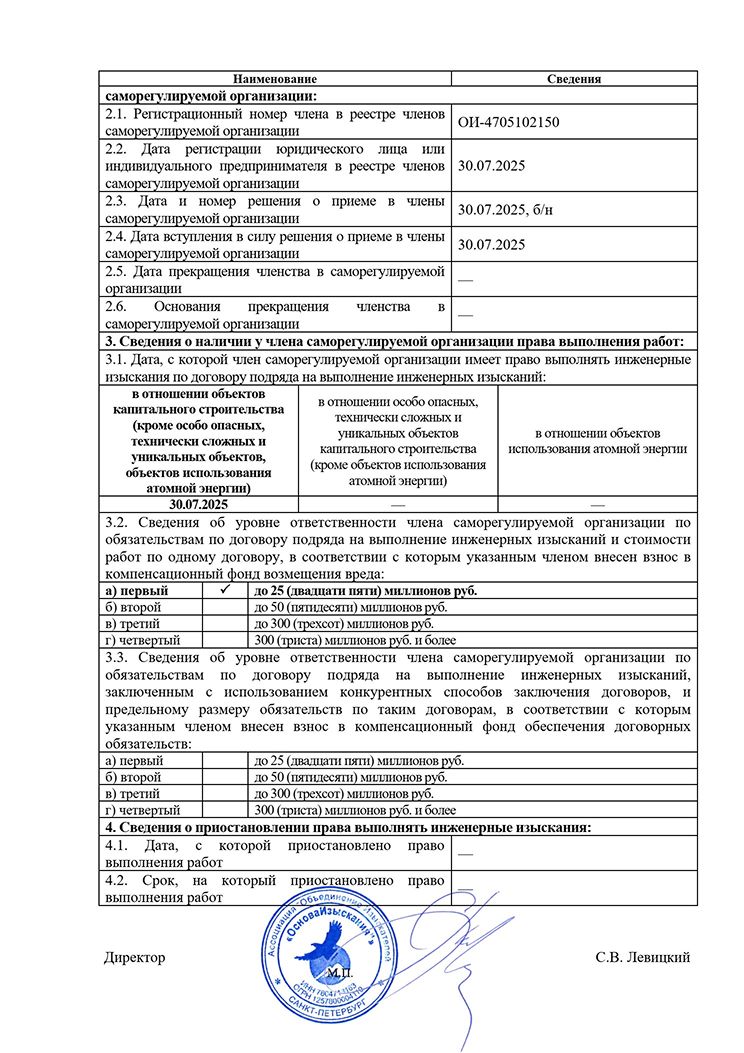 Наименование
Сведения
саморегулируемой организации:
2.1. Регистрационный номер члена в реестре членов
саморегулируемой организации
ОИ-4705102150
2.2. Дата регистрации юридического лица или
индивидуального предпринимателя в реестре членов
саморегулируемой организации
30.07.2025
2.3. Дата и номер решения о приеме в члены
саморегулируемой организации
30.07.2025, б/н
2.4. Дата вступления в силу решения о приеме в члены
саморегулируемой организации
30.07.2025
2.5. Дата прекращения членства в саморегулируемой
организации
—
2.6. Основания прекращения членства в
саморегулируемой организации
—
3. Сведения о наличии у члена саморегулируемой организации права выполнения работ:
3.1. Дата, с которой член саморегулируемой организации имеет право выполнять инженерные
изыскания по договору подряда на выполнение инженерных изысканий:
в отношении объектов
капитального строительства
(кроме особо опасных,
технически сложных и
уникальных объектов,
объектов использования
атомной энергии)
в отношении особо опасных,
технически сложных и
уникальных объектов
капитального строительства
(кроме объектов использования
атомной энергии)
в отношении объектов
использования атомной энергии
30.07.2025
—
—
3.2. Сведения об уровне ответственности члена саморегулируемой организации по
обязательствам по договору подряда на выполнение инженерных изысканий и стоимости
работ по одному договору, в соответствии с которым указанным членом внесен взнос в
компенсационный фонд возмещения вреда:
а) первый ✓ до 25 (двадцати пяти) миллионов руб.
б) второй до 50 (пятидесяти) миллионов руб.
в) третий до 300 (трехсот) миллионов руб.
г) четвертый 300 (триста) миллионов руб. и более
3.3. Сведения об уровне ответственности члена саморегулируемой организации по
обязательствам по договору подряда на выполнение инженерных изысканий,
заключенным с использованием конкурентных способов заключения договоров, и
предельному размеру обязательств по таким договорам, в соответствии с которым
указанным членом внесен взнос в компенсационный фонд обеспечения договорных
обязательств:
а) первый до 25 (двадцати пяти) миллионов руб.
б) второй до 50 (пятидесяти) миллионов руб.
в) третий до 300 (трехсот) миллионов руб.
г) четвертый 300 (триста) миллионов руб. и более
4. Сведения о приостановлении права выполнять инженерные изыскания:
4.1. Дата, с которой приостановлено право
выполнения работ
—
4.2. Срок, на который приостановлено право
выполнения работ
—
Директор
С.В. Левицкий
Ассоциация "Объединение Изыскателей
«ОсноваИзыскания»"
М.П.
ИНН
ОГРН
САНКТ-ПЕТЕРБУРГ